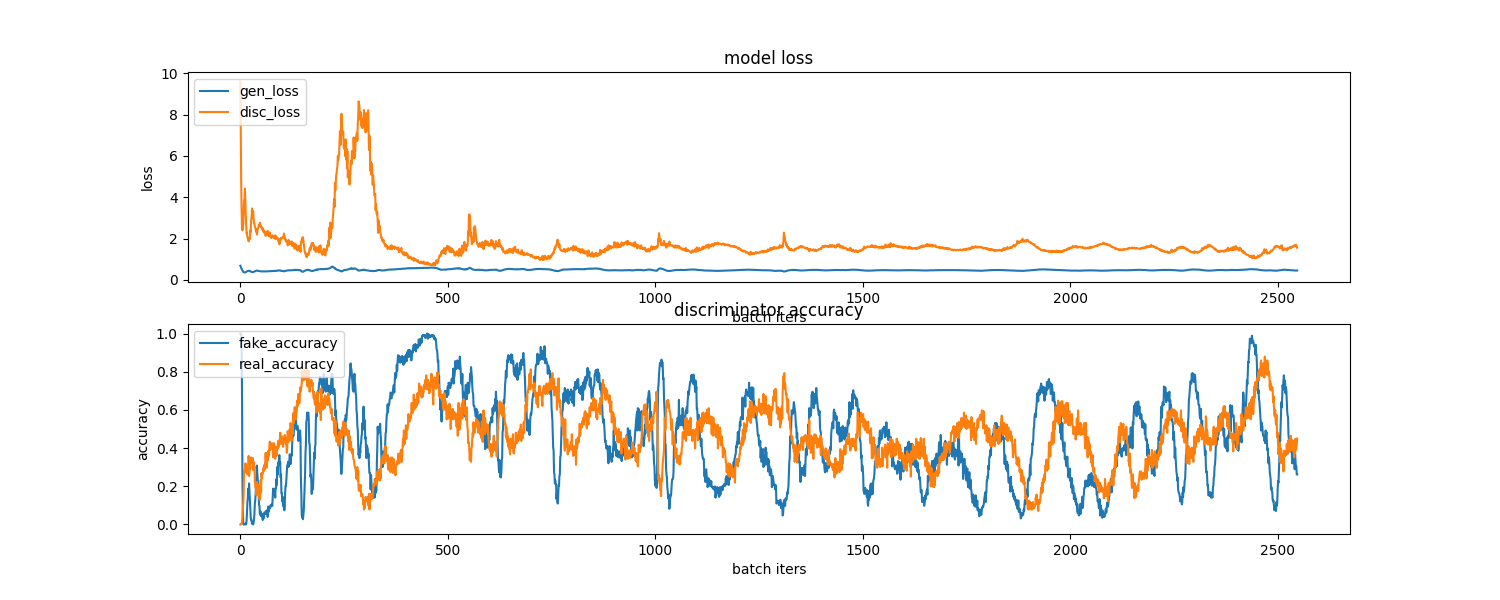 model loss
10
8
6
4
2
0
loss
gen_loss
disc_loss
0
500
1000
1500
2000
2500
batch iters
discriminator accuracy
1.0
0.8
0.6
0.4
0.2
0.0
accuracy
fake_accuracy
real_accuracy
0
500
1000
1500
2000
2500
batch iters